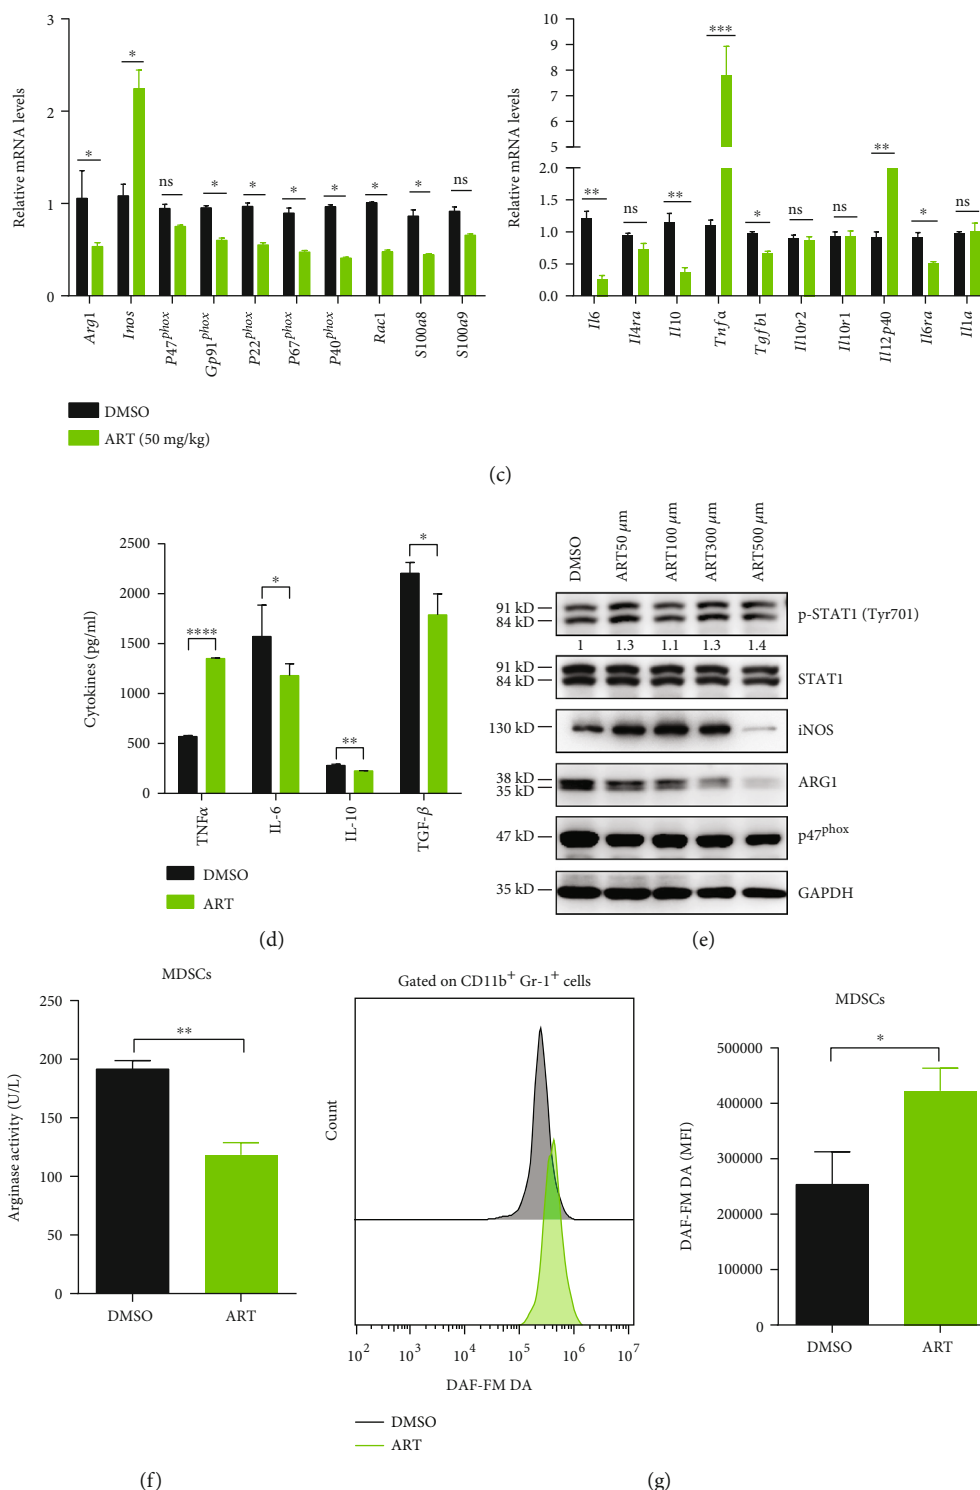 Relative mRNA levels
3
2
1
0
*
*
ns
*
*
*
*
*
*
ns
Arg1
Inos
P47phox
Gp91phox
P22phox
P67phox
P40phox
Rac1
S100a8
S100a9
Relative mRNA levels
10
9
8
7
6
5
2.0
1.5
1.0
0.5
0.0
**
ns
**
***
*
ns
ns
**
*
ns
Il6
Il4ra
Il10
Tnfα
Tgfb1
Il10r2
Il10r1
Il12p40
Il6ra
Il1a
DMSO
ART (50 mg/kg)
(c)
Cytokines (pg/ml)
2500
2000
1500
1000
500
0
****
*
**
*
TNFα
IL-6
IL-10
TGF-β
DMSO
ART
(d)
DMSO
ART50 μm
ART100 μm
ART300 μm
ART500 μm
91 kD
84 kD
p-STAT1 (Tyr701)
1 1.3 1.1 1.3 1.4
91 kD
84 kD
STAT1
130 kD
iNOS
38 kD
35 kD
ARG1
47 kD
p47phox
35 kD
GAPDH
(e)
MDSCs
Arginase activity (U/L)
250
200
150
100
50
0
**
DMSO ART
(f)
Gated on CD11b+ Gr-1+ cells
Count
10² 10³ 10⁴ 10⁵ 10⁶ 10⁷
DAF-FM DA
DMSO
ART
MDSCs
DAF-FM DA (MFI)
500000
400000
300000
200000
100000
0
*
DMSO ART
(g)